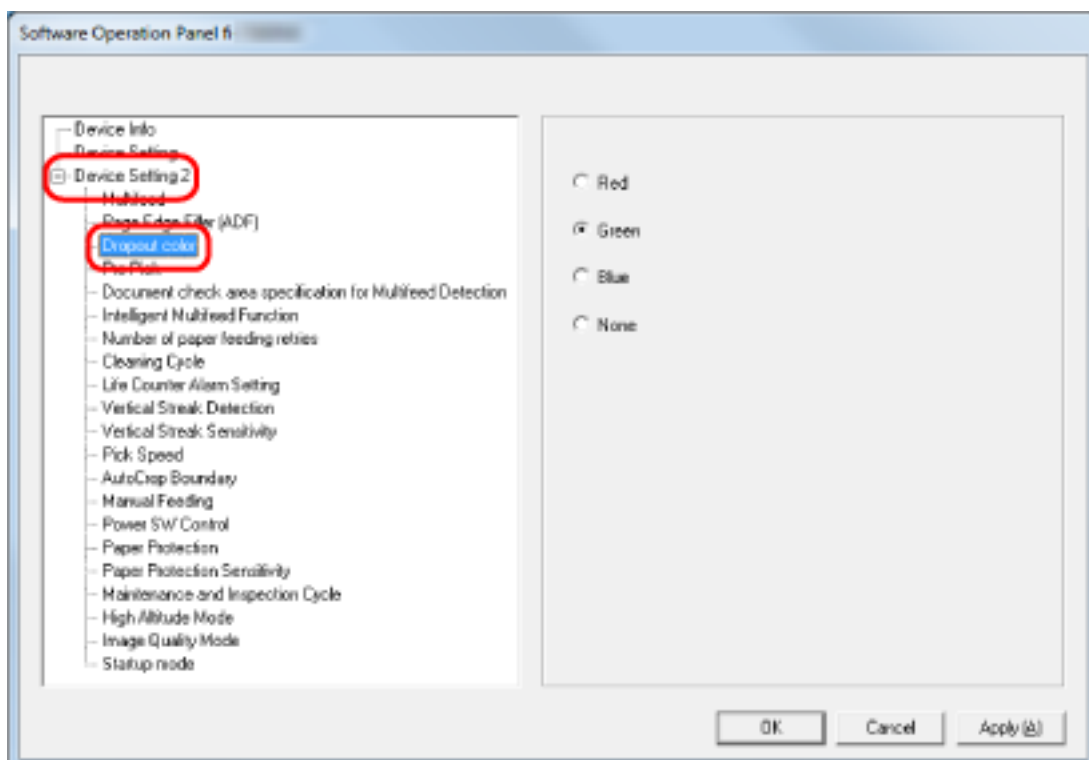 Software Operation Panel fi
Device Info
Device Setting
Device Setting 2
Multifeed
Page Edge Filler (ADF)
Dropout color
Pre-Pick
Document check area specification for Multifeed Detection
Intelligent Multifeed Function
Number of paper feeding retries
Cleaning Cycle
Life Counter Alarm Setting
Vertical Streak Detection
Vertical Streak Sensitivity
Pick Speed
AutoCrop Boundary
Manual Feeding
Power SW Control
Paper Protection
Paper Protection Sensitivity
Maintenance and Inspection Cycle
High Altitude Mode
Image Quality Mode
Startup mode
Red
Green
Blue
None
OK
Cancel
Apply (A)